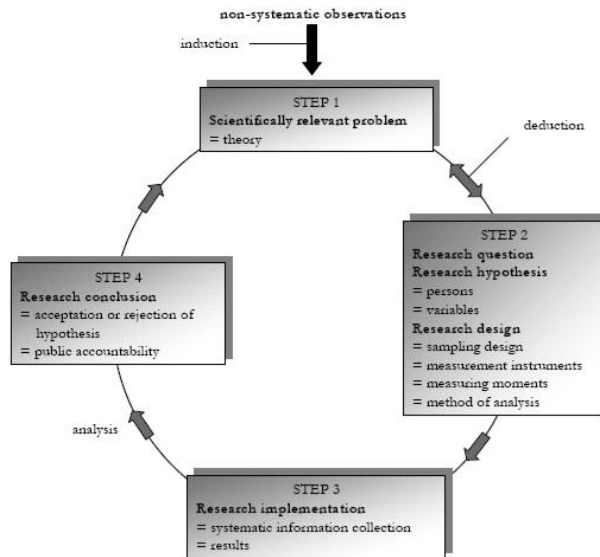 non-systematic observations
induction
STEP 1
Scientifically relevant problem
= theory
deduction
STEP 2
Research question
Research hypothesis
= persons
= variables
Research design
= sampling design
= measurement instruments
= measuring moments
= method of analysis
STEP 4
Research conclusion
= acceptation or rejection of
hypothesis
= public accountability
analysis
STEP 3
Research implementation
= systematic information collection
= results